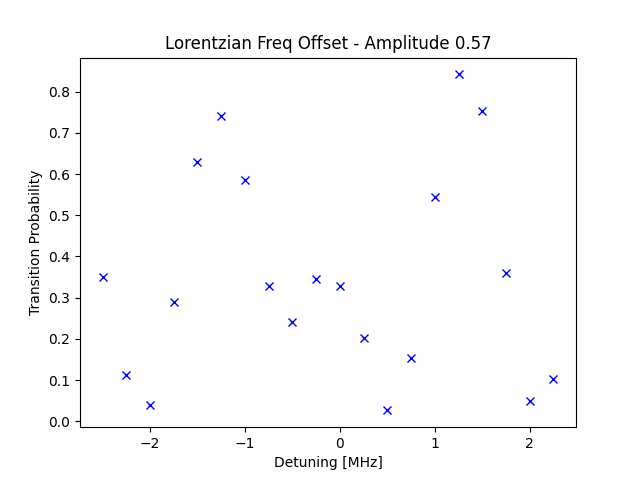 Lorentzian Freq Offset - Amplitude 0.57
Transition Probability
0.8
0.7
0.6
0.5
0.4
0.3
0.2
0.1
0.0
−2 −1 0 1 2
Detuning [MHz]